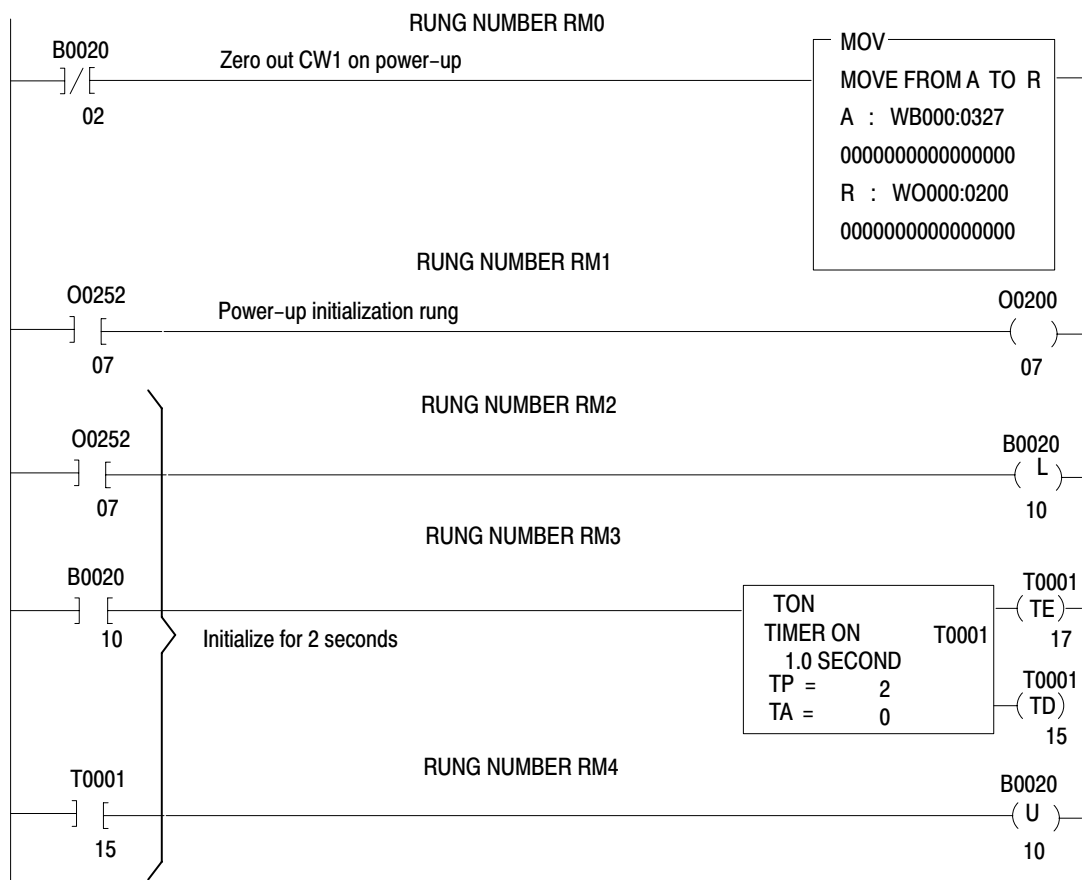 RUNG NUMBER RM0
B0020
Zero out CW1 on power–up
02
MOV
MOVE FROM A TO R
A : WB000:0327
0000000000000000
R : WO000:0200
0000000000000000
RUNG NUMBER RM1
O0252
Power–up initialization rung
O0200
07
07
RUNG NUMBER RM2
O0252
B0020
L
07
10
RUNG NUMBER RM3
B0020
10
Initialize for 2 seconds
TON
TIMER ON T0001
1.0 SECOND
TP = 2
TA = 0
T0001
TE
17
T0001
TD
15
RUNG NUMBER RM4
T0001
B0020
U
15
10